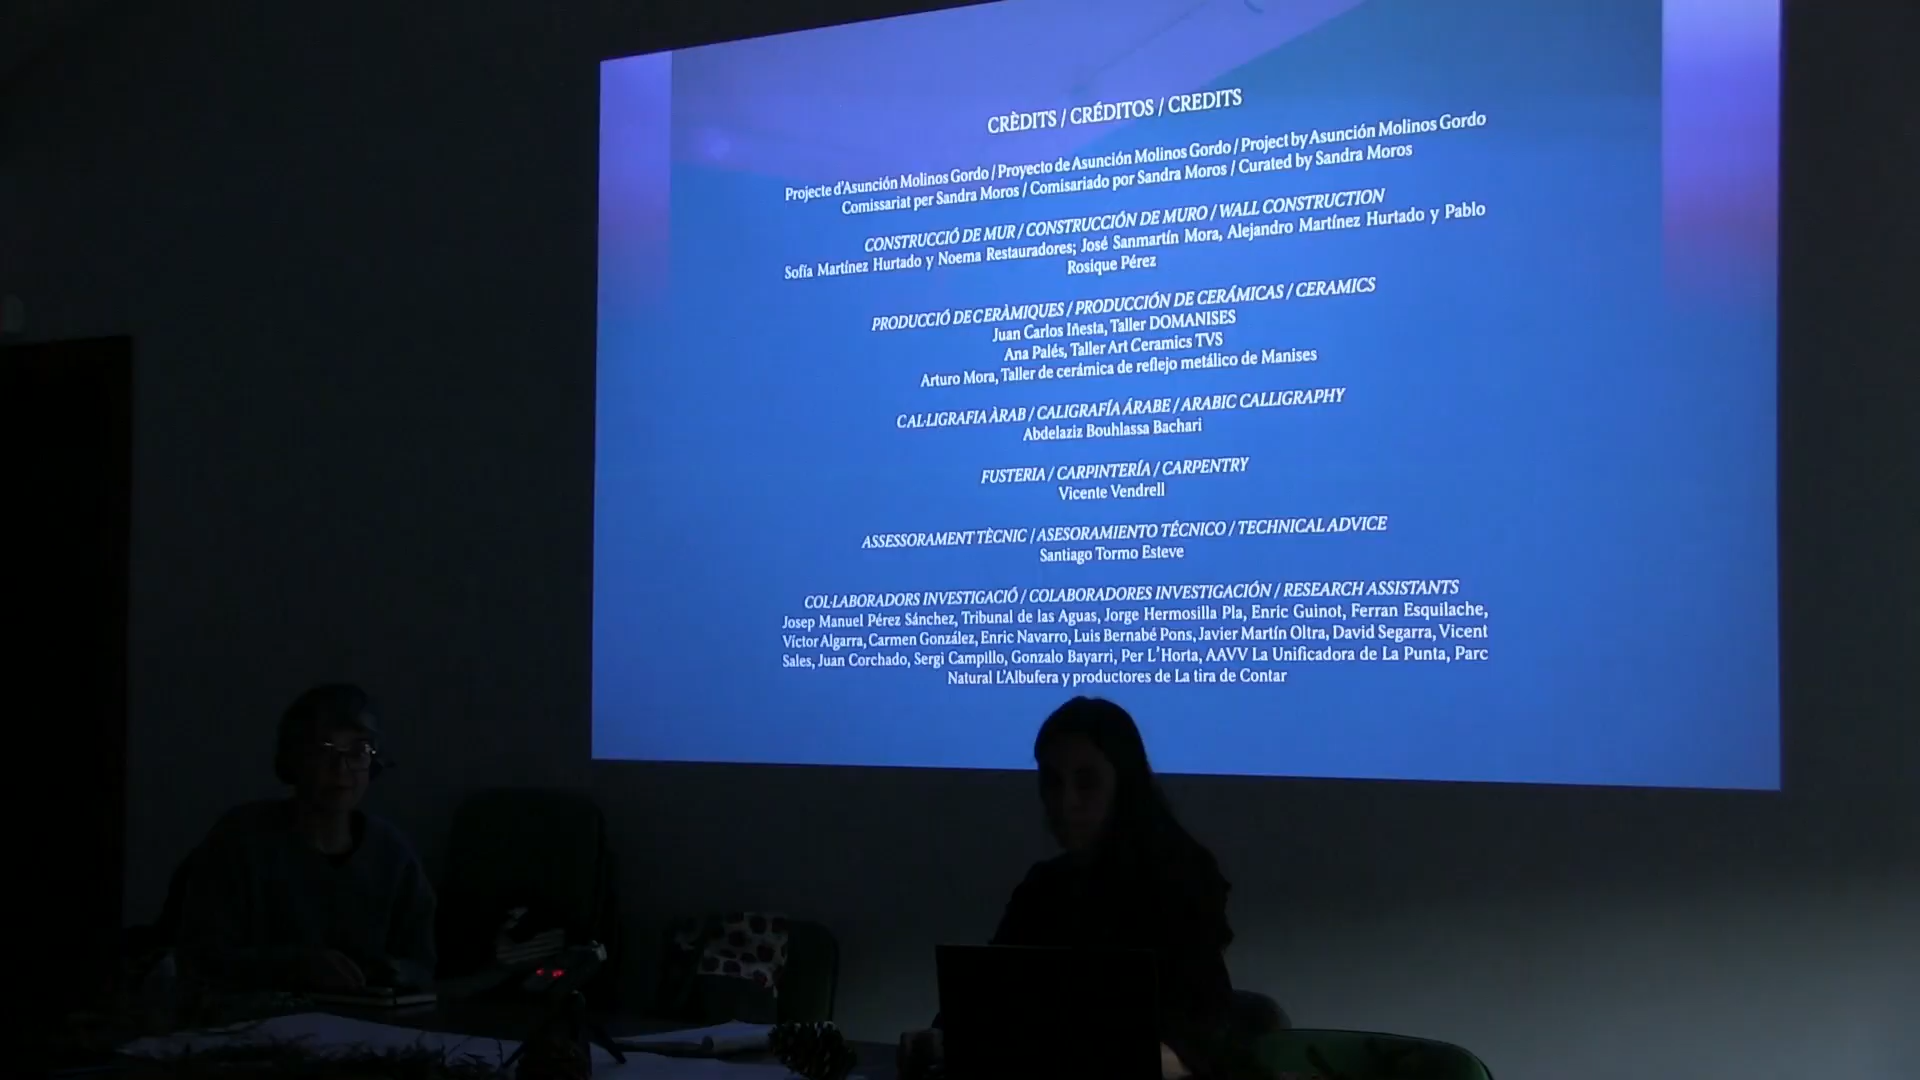 CRÈDITS / CRÉDITOS / CREDITS
Projecte d'Asunción Molinos Gordo / Proyecto de Asunción Molinos Gordo / Project by Asunción Molinos Gordo
Comissariat per Sandra Moros / Comisariado por Sandra Moros / Curated by Sandra Moros
CONSTRUCCIÓ DE MUR / CONSTRUCCIÓN DE MURO / WALL CONSTRUCTION
Sofía Martínez Hurtado y Noema Restauradores; José Sanmartín Mora, Alejandro Martínez Hurtado y Pablo
Rosique Pérez
PRODUCCIÓ DE CERÀMIQUES / PRODUCCIÓN DE CERÁMICAS / CERAMICS
Juan Carlos Iñesta, Taller DOMANISES
Ana Palés, Taller Art Ceramics TVS
Arturo Mora, Taller de cerámica de reflejo metálico de Manises
CAL·LIGRAFIA ÀRAB / CALIGRAFÍA ÁRABE / ARABIC CALLIGRAPHY
Abdelaziz Bouhlassa Bachari
FUSTERIA / CARPINTERÍA / CARPENTRY
Vicente Vendrell
ASSESSORAMENT TÈCNIC / ASESORAMIENTO TÉCNICO / TECHNICAL ADVICE
Santiago Tormo Esteve
COL·LABORADORS INVESTIGACIÓ / COLABORADORES INVESTIGACIÓN / RESEARCH ASSISTANTS
Josep Manuel Pérez Sánchez, Tribunal de las Aguas, Jorge Hermosilla Pla, Enric Guinot, Ferran Esquilache,
Víctor Algarra, Carmen González, Enric Navarro, Luis Bernabé Pons, Javier Martín Oltra, David Segarra, Vicent
Sales, Juan Corchado, Sergi Campillo, Gonzalo Bayarri, Per L'Horta, AAVV La Unificadora de La Punta, Parc
Natural L'Albufera y productores de La tira de Contar